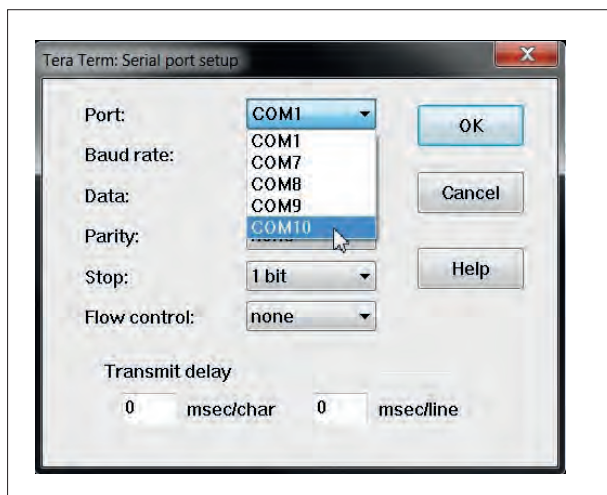 Tera Term: Serial port setup
Port: COM1 OK
COM1
Baud rate: COM7
COM8
Data: COM9 Cancel
COM10
Parity:
Stop: 1 bit Help
Flow control: none
Transmit delay
0 msec/char 0 msec/line